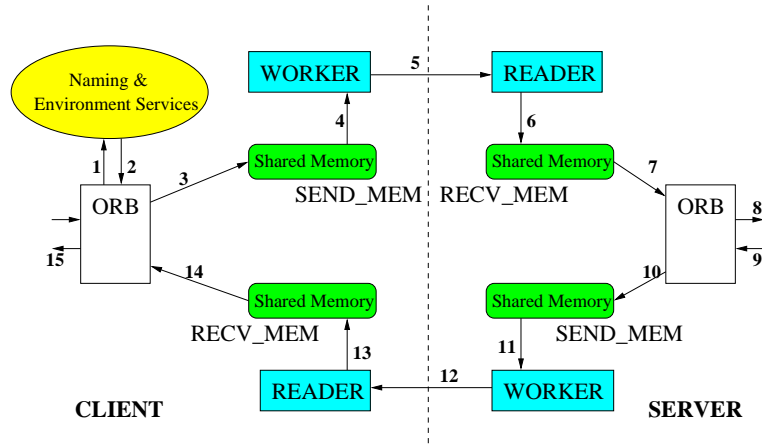 WORKER
5
READER
Naming &
Environment Services
4
6
1
2
3
Shared Memory
Shared Memory
7
SEND_MEM
RECV_MEM
ORB
ORB
8
15
9
14
10
Shared Memory
Shared Memory
RECV_MEM
SEND_MEM
13
11
12
READER
WORKER
CLIENT
SERVER